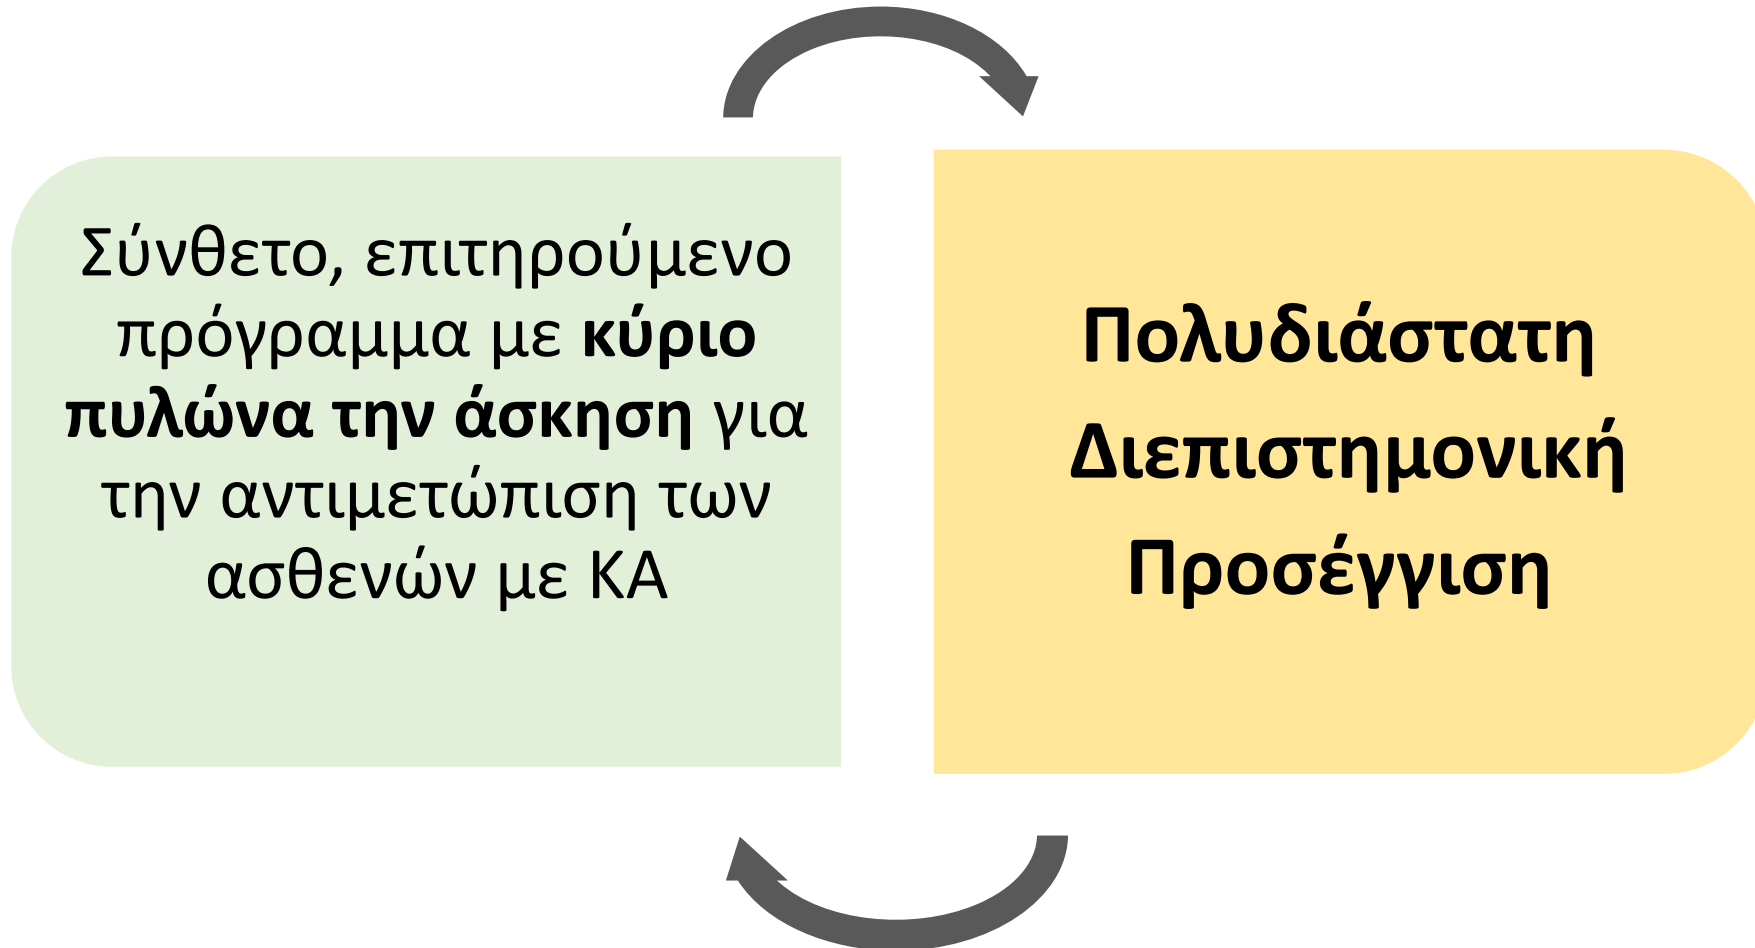 Σύνθετο, επιτηρούμενο
πρόγραμμα με κύριο
πυλώνα την άσκηση για
την αντιμετώπιση των
ασθενών με ΚΑ
Πολυδιάστατη
Διεπιστημονική
Προσέγγιση